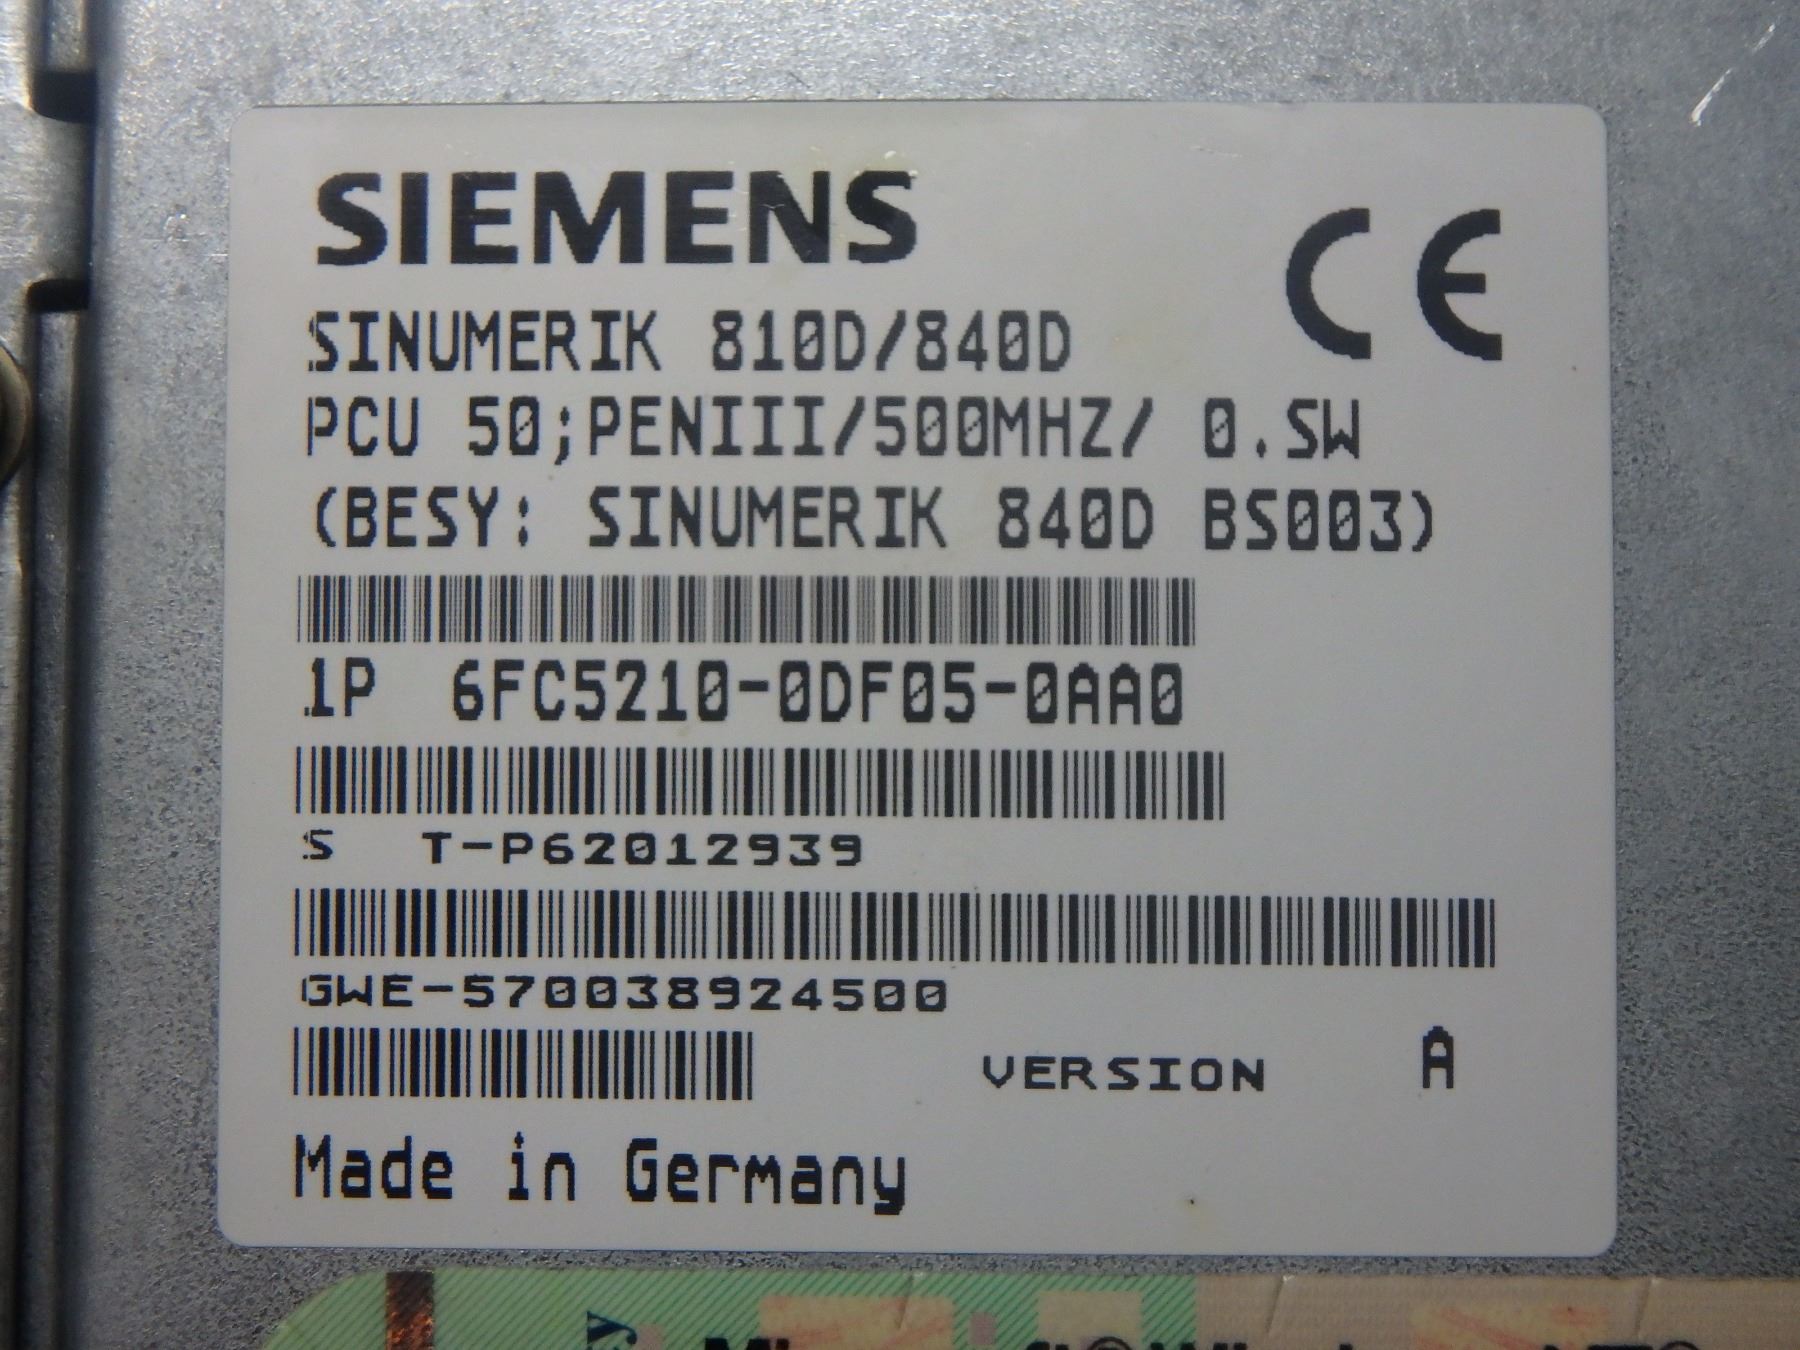 SIEMENS
CE
SINUMERIK 810D/840D
PCU 50;PENIII/500MHZ/ 0.SW
(BESY: SINUMERIK 840D BS003)
1P 6FC5210-0DF05-0AA0
S T-P62012939
GWE-570038924500
VERSION A
Made in Germany